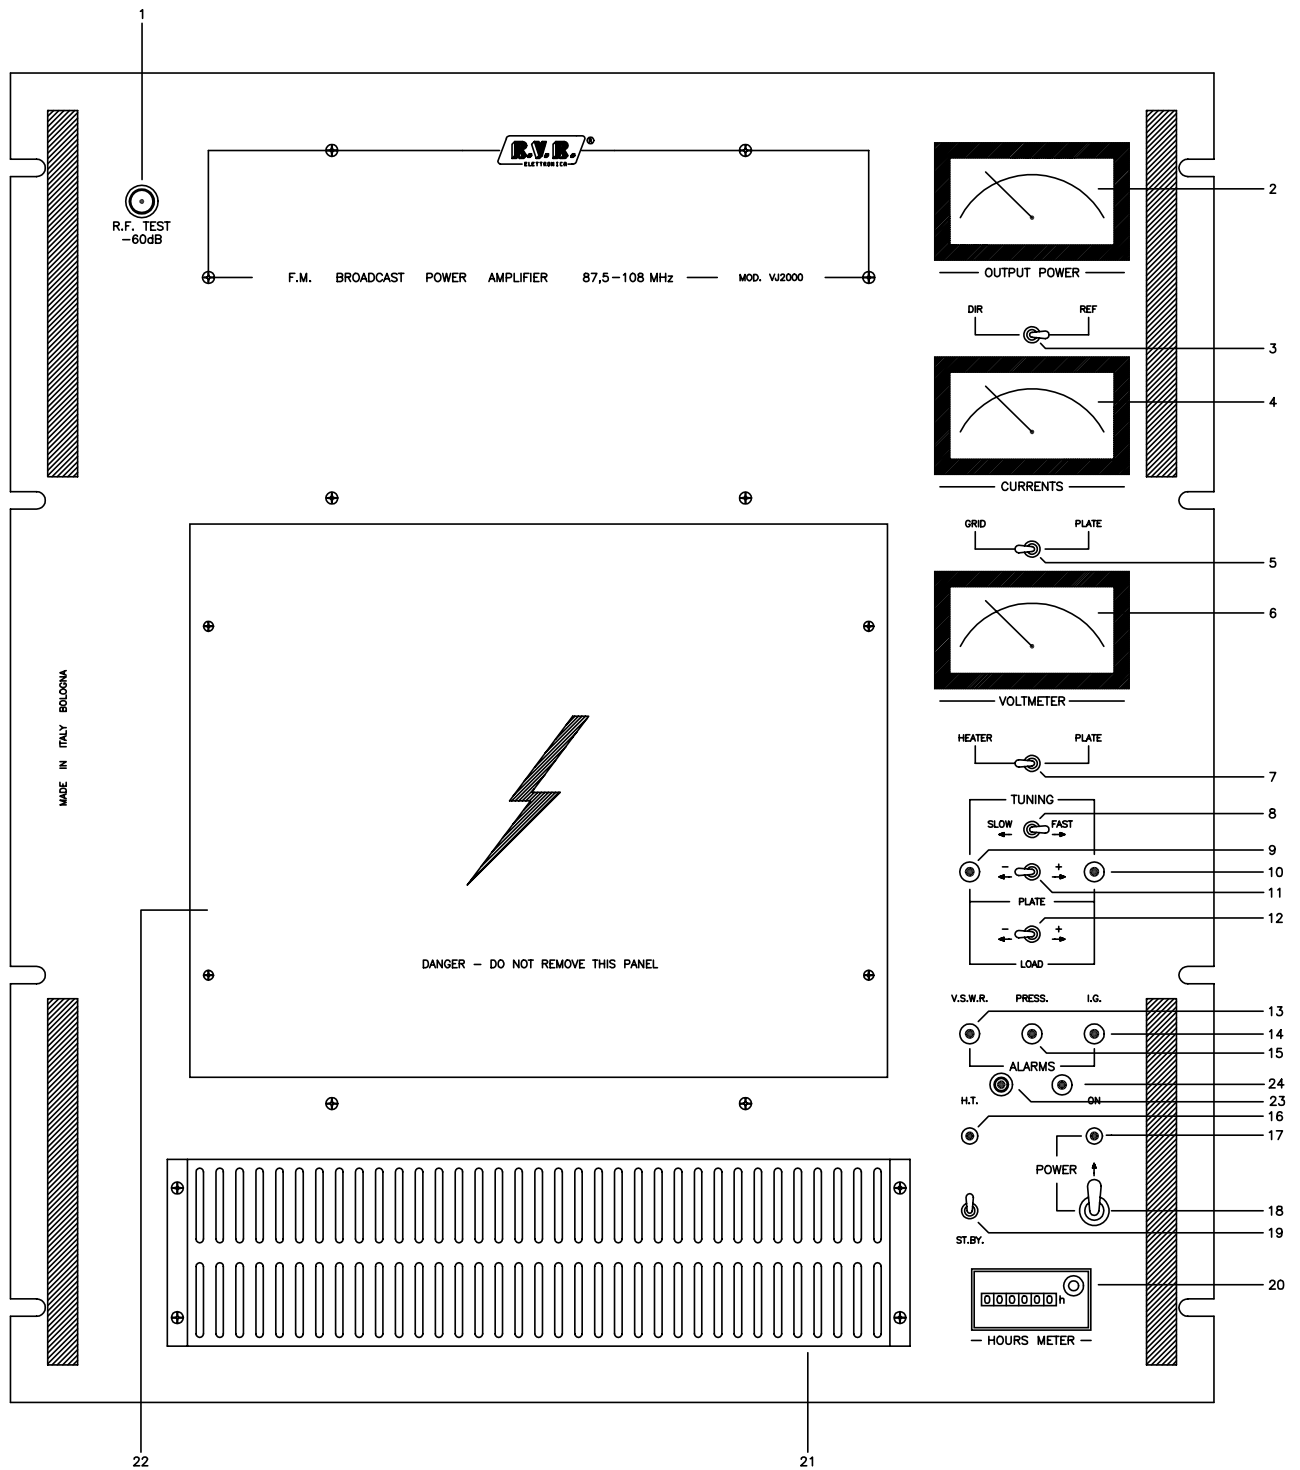 1
R.V.R.®
ELETTRONICA
R.F. TEST
-60dB
F.M. BROADCAST POWER AMPLIFIER 87,5-108 MHz MOD. VJ2000
2
OUTPUT POWER
DIR REF
3
4
CURRENTS
GRID PLATE
5
6
VOLTMETER
HEATER PLATE
7
TUNING
8
SLOW FAST
9
- +
10
11
PLATE
12
- +
LOAD
MADE IN ITALY BOLOGNA
DANGER - DO NOT REMOVE THIS PANEL
V.S.W.R. PRESS. I.G.
13
14
15
ALARMS
24
23
H.T. ON
16
17
POWER
18
19
ST.BY.
20
000000 h
HOURS METER
22
21